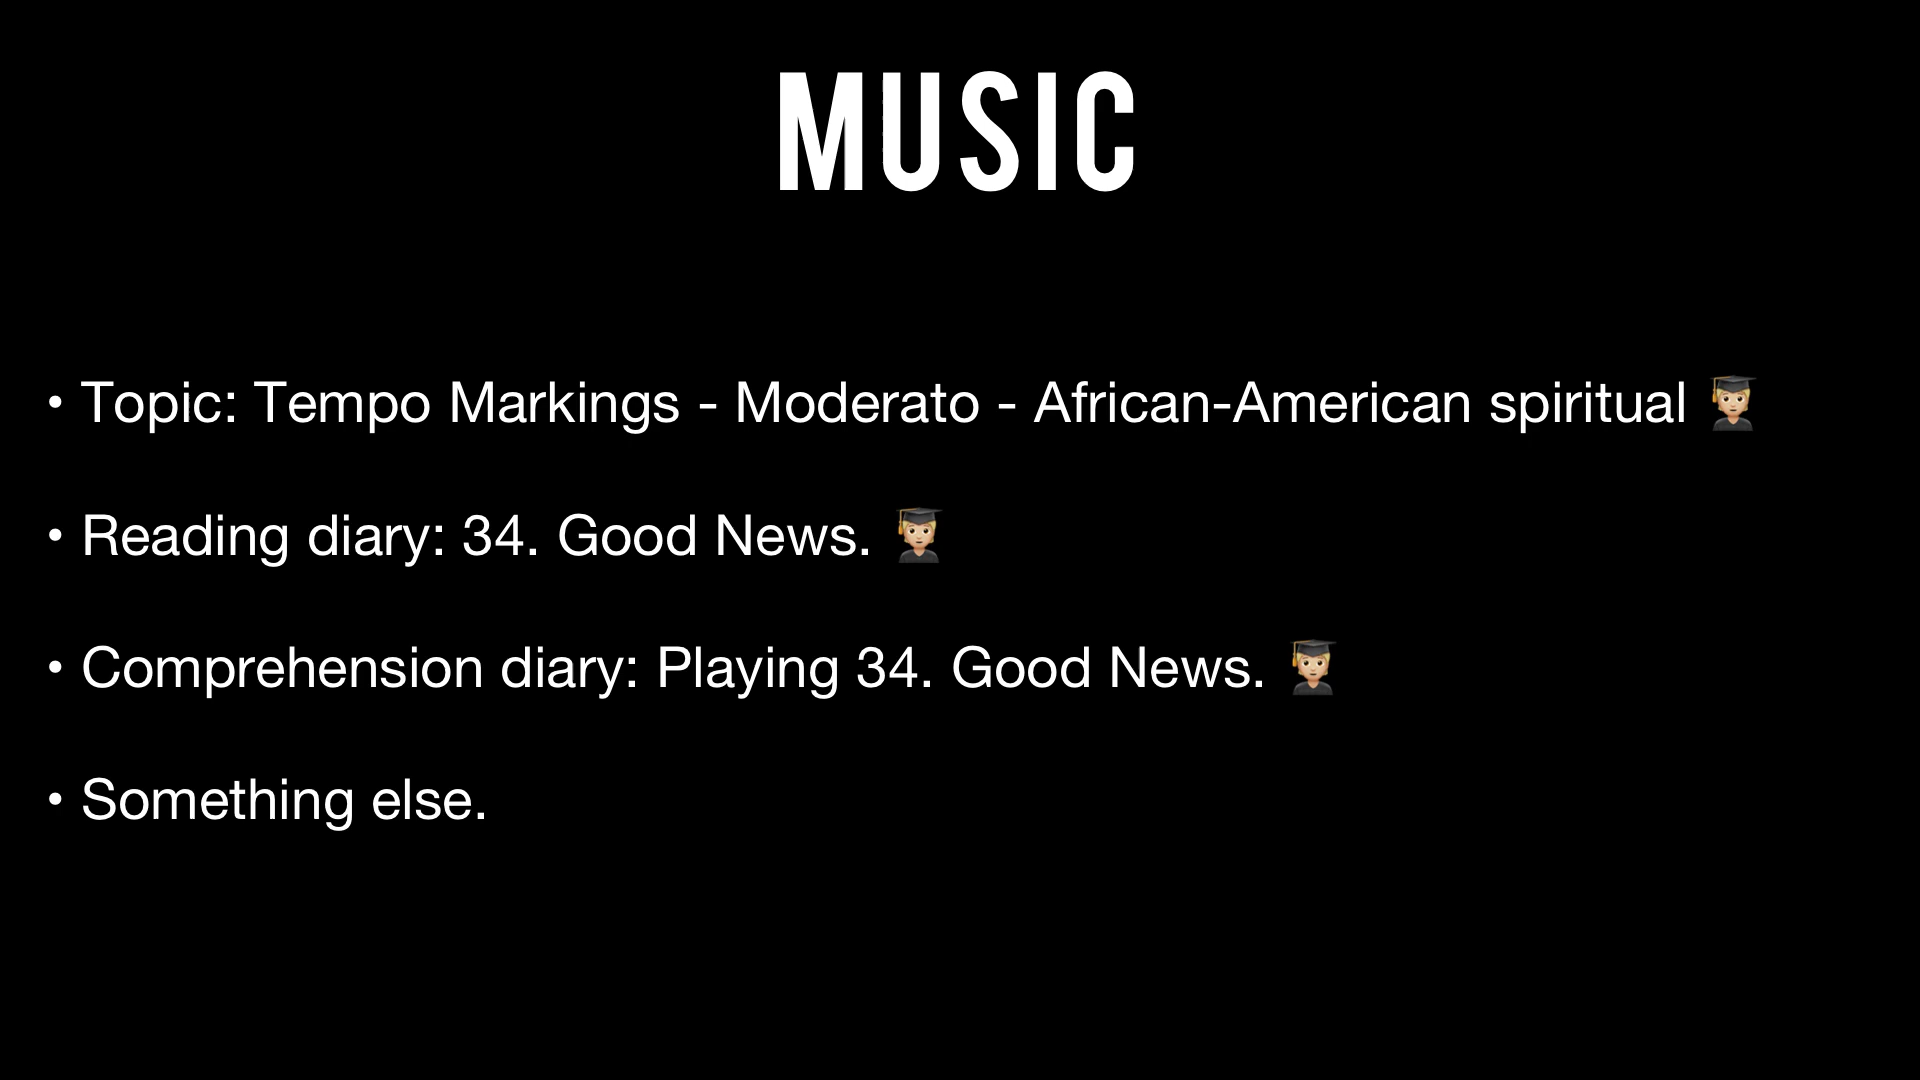 MUSIC
• Topic: Tempo Markings - Moderato - African-American spiritual 🧑🏼‍🎓
• Reading diary: 34. Good News. 🧑🏼‍🎓
• Comprehension diary: Playing 34. Good News. 🧑🏼‍🎓
• Something else.